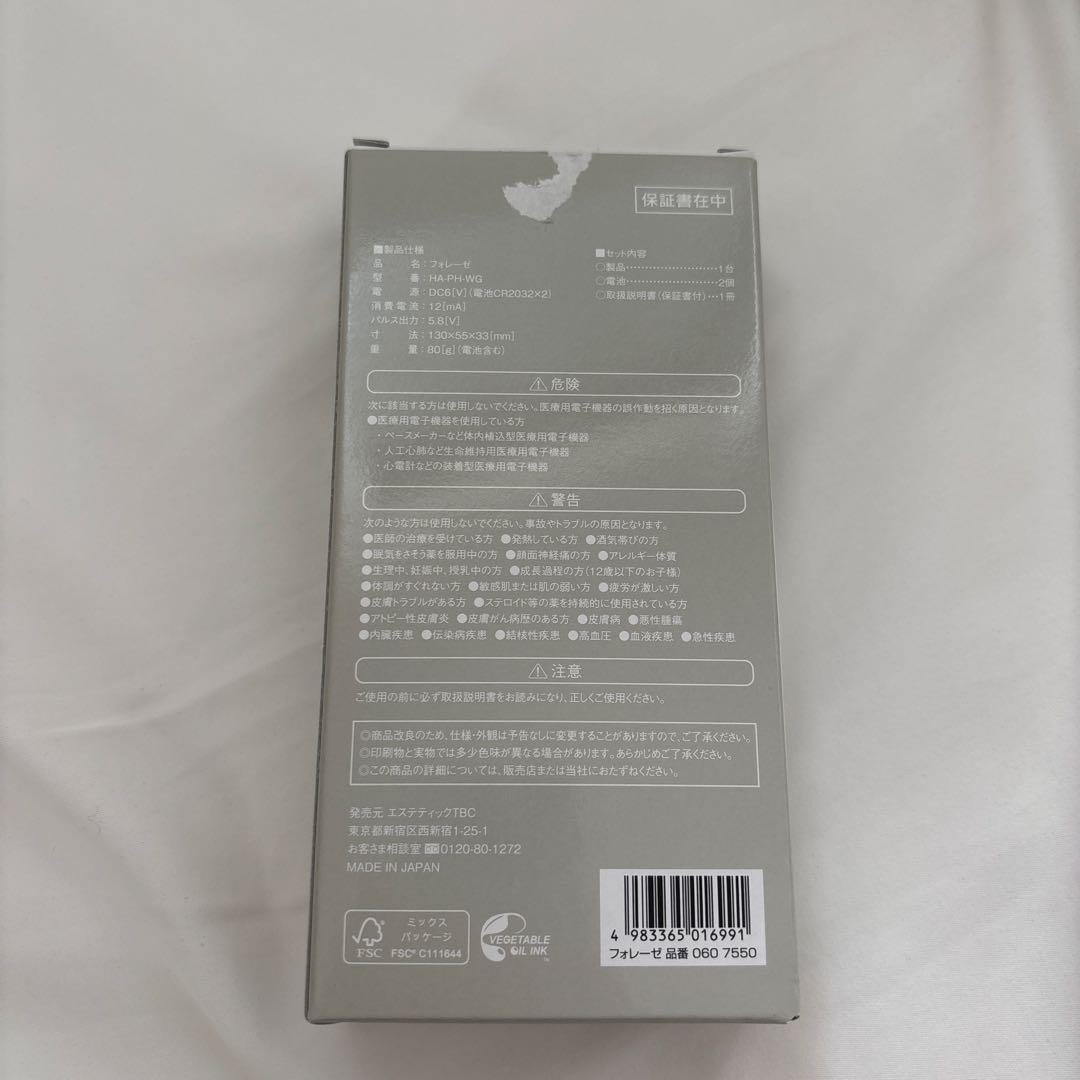 保証書在中
■製品仕様
品　名：フォレーゼ
型　番：HA-PH-WG
電　源：DC6[V]（電池CR2032×2）
消費電流：12[mA]
パルス出力：5.8[V]
寸　法：130×55×33[mm]
重　量：80[g]（電池含む）
■セット内容
○製品…………………………1台
○電池…………………………2個
○取扱説明書（保証書付）…1冊
⚠危険
次に該当する方は使用しないでください。医療用電子機器の誤作動を招く原因となります。
●医療用電子機器を使用している方
・ペースメーカーなど体内植込型医療用電子機器
・人工心肺など生命維持用医療用電子機器
・心電計などの装着型医療用電子機器
⚠警告
次のような方は使用しないでください。事故やトラブルの原因となります。
●医師の治療を受けている方 ●発熱している方 ●酒気帯びの方
●眠気をさそう薬を服用中の方 ●顔面神経痛の方 ●アレルギー体質
●生理中、妊娠中、授乳中の方 ●成長過程の方（12歳以下のお子様）
●体調がすぐれない方 ●敏感肌または肌の弱い方 ●疲労が激しい方
●皮膚トラブルがある方 ●ステロイド等の薬を持続的に使用されている方
●アトピー性皮膚炎 ●皮膚がん病歴のある方 ●皮膚病 ●悪性腫瘍
●内臓疾患 ●伝染病疾患 ●結核性疾患 ●高血圧 ●血液疾患 ●急性疾患
⚠注意
ご使用の前に必ず取扱説明書をお読みになり、正しくご使用ください。
◎商品改良のため、仕様・外観は予告なしに変更することがありますので、ご了承ください。
◎印刷物と実物では多少色味が異なる場合があります。あらかじめご了承ください。
◎この商品の詳細については、販売店または当社におたずねください。
発売元 エステティックTBC
東京都新宿区西新宿1-25-1
お客さま相談室 0120-80-1272
MADE IN JAPAN
FSC
ミックス
パッケージ
FSC® C111644
VEGETABLE
OIL INK
4 983365 016991
フォレーゼ 品番 060 7550